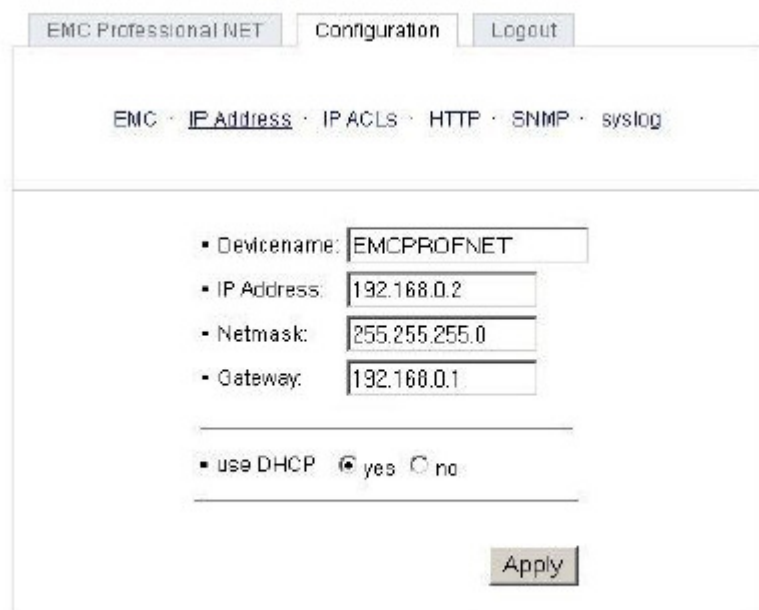 EMC Professional NET Configuration Logout
EMC · IP Address · IP ACLs · HTTP · SNMP · syslog
▪ Devicename: EMCPROFNET
▪ IP Address: 192.168.0.2
▪ Netmask: 255.255.255.0
▪ Gateway: 192.168.0.1
▪ use DHCP yes no
Apply